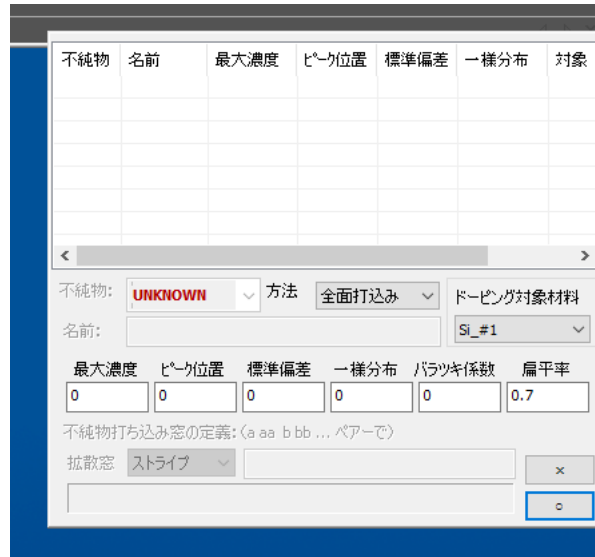 不純物 名前 最大濃度 ピーク位置 標準偏差 一様分布 対象
不純物: UNKNOWN 方法 全面打込み ドーピング対象材料
名前: Si_#1
最大濃度 ピーク位置 標準偏差 一様分布 バラツキ係数 扁平率
0 0 0 0 0 0.7
不純物打ち込み窓の定義:(a aa b bb ... ペアーで)
拡散窓 ストライプ ×
○